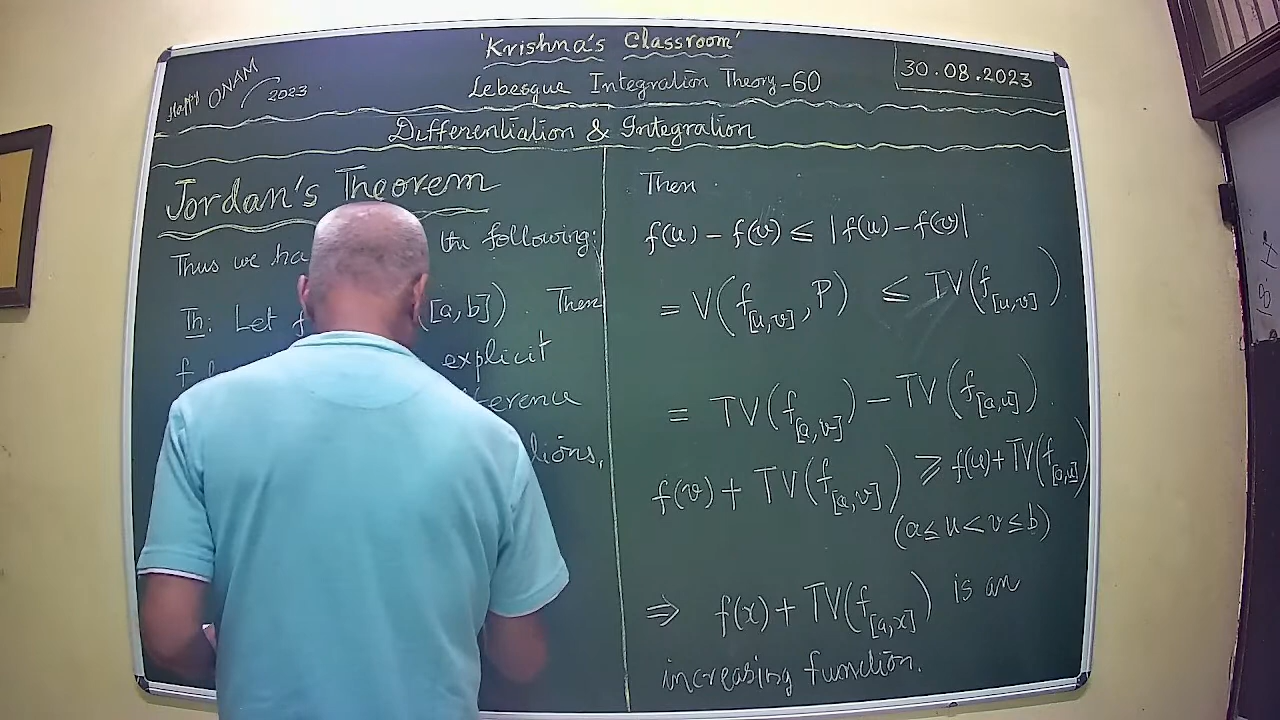 'Krishna's Classroom'
Happy ONAM 2023
Lebesgue Integration Theory-60
30.08.2023
Differentiation & Integration
Jordan's Theorem
Thus we ha the following:
Th: Let f [a,b]). Then
f explicit
ference
tions,
Then
f(u) - f(v) ≤ |f(u) - f(v)|
= V(f[u,v], P) ≤ TV(f[u,v]).
= TV(f[a,v]) - TV(f[a,u]).
f(v) + TV(f[a,v]) ≥ f(u) + TV(f[a,u])
(a ≤ u < v ≤ b)
⇒ f(x) + TV(f[a,x]) is an
increasing function.